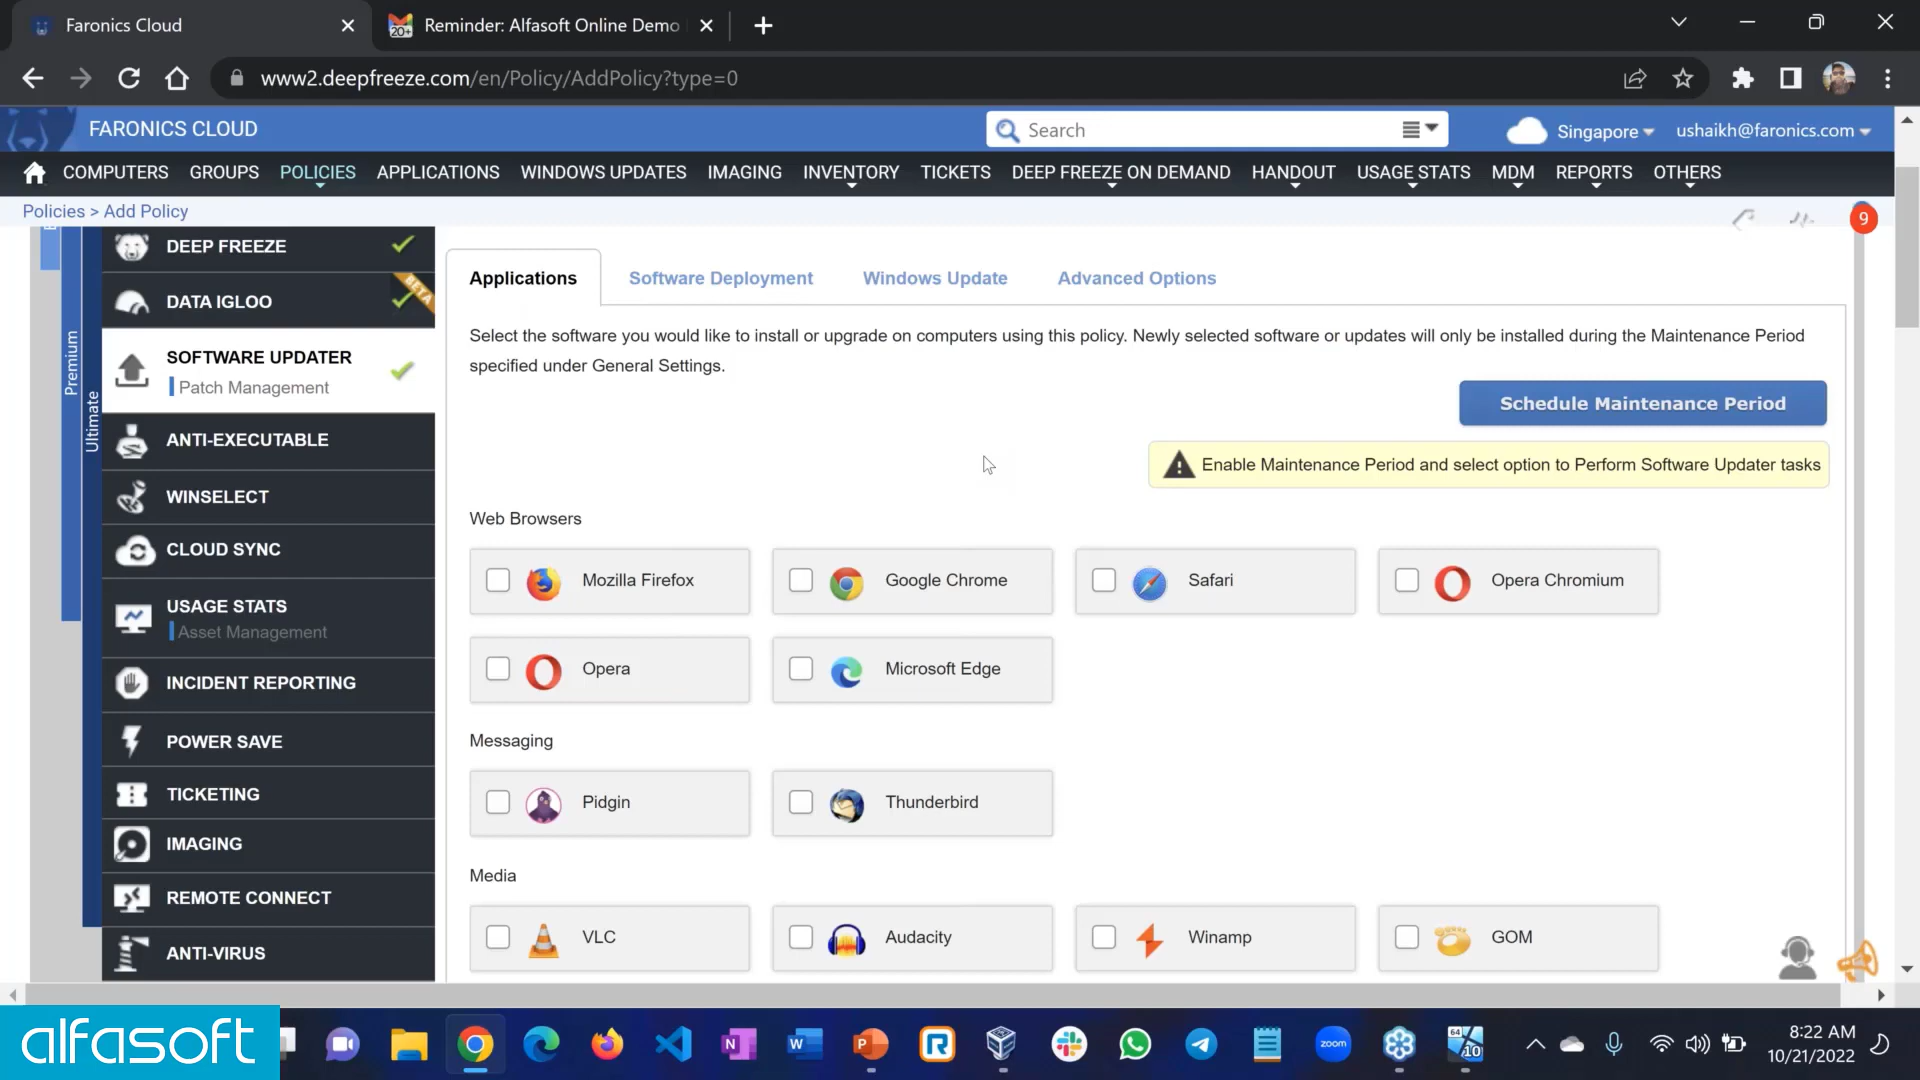 Faronics Cloud
20+
Reminder: Alfasoft Online Demo
www2.deepfreeze.com/en/Policy/AddPolicy?type=0
FARONICS CLOUD
Search
Singapore
ushaikh@faronics.com
COMPUTERS GROUPS POLICIES APPLICATIONS WINDOWS UPDATES IMAGING INVENTORY TICKETS DEEP FREEZE ON DEMAND HANDOUT USAGE STATS MDM REPORTS OTHERS
Policies > Add Policy
9
Premium
Ultimate
DEEP FREEZE
DATA IGLOO
BETA
SOFTWARE UPDATER
Patch Management
ANTI-EXECUTABLE
WINSELECT
CLOUD SYNC
USAGE STATS
Asset Management
INCIDENT REPORTING
POWER SAVE
TICKETING
IMAGING
REMOTE CONNECT
ANTI-VIRUS
Applications Software Deployment Windows Update Advanced Options
Select the software you would like to install or upgrade on computers using this policy. Newly selected software or updates will only be installed during the Maintenance Period
specified under General Settings.
Schedule Maintenance Period
Enable Maintenance Period and select option to Perform Software Updater tasks
Web Browsers
Mozilla Firefox Google Chrome Safari Opera Chromium
Opera Microsoft Edge
Messaging
Pidgin Thunderbird
Media
VLC Audacity Winamp GOM
alfasoft
N
W
P
R
zoom
64
10
8:22 AM
10/21/2022